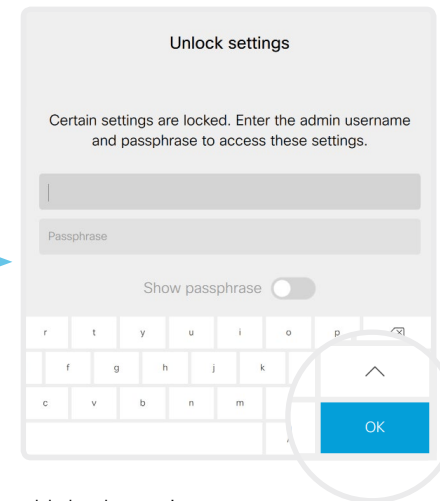 Unlock settings
Certain settings are locked. Enter the admin username
and passphrase to access these settings.
Passphrase
Show passphrase
r t y u i o p
f g h j k
c v b n m
OK